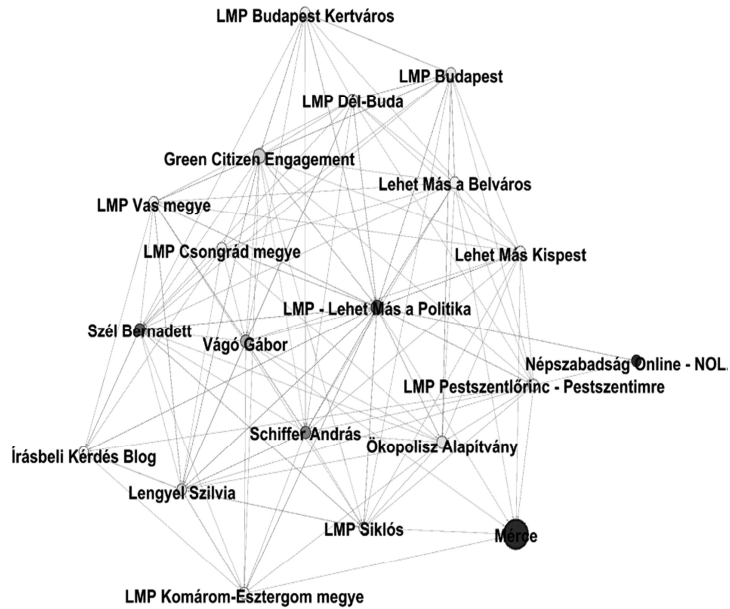 LMP Budapest Kertváros
LMP Budapest
LMP Dél-Buda
Green Citizen Engagement
Lehet Más a Belváros
LMP Vas megye
LMP Csongrád megye
Lehet Más Kispest
LMP - Lehet Más a Politika
Szél Bernadett
Vágó Gábor
Népszabadság Online - NOL.
LMP Pestszentlőrinc - Pestszentimre
Schiffer András
Ökopolisz Alapítvány
Írásbeli Kérdés Blog
Lengyel Szilvia
LMP Siklós
Mérce
LMP Komárom-Esztergom megye